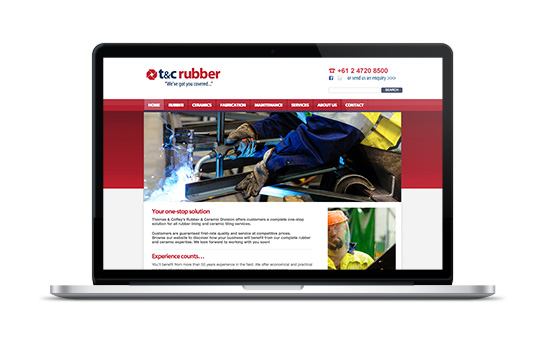 t&c rubber
"We've got you covered..."
☎ +61 2 4720 8500
or send us an enquiry >>>
SEARCH
HOME RUBBER CERAMICS FABRICATION MAINTENANCE SERVICES ABOUT US CONTACT
Your one-stop solution
Thomas & Coffey's Rubber & Ceramic Division offers customers a complete one-stop
solution for all rubber lining and ceramic tiling services.
Customers are guaranteed first-rate quality and service at competitive prices.
Browse our website to discover how your business will benefit from our complete rubber
and ceramic expertise. We look forward to working with you soon!
Experience counts...
You'll benefit from more than 50 years experience in the field. We offer economical and practical